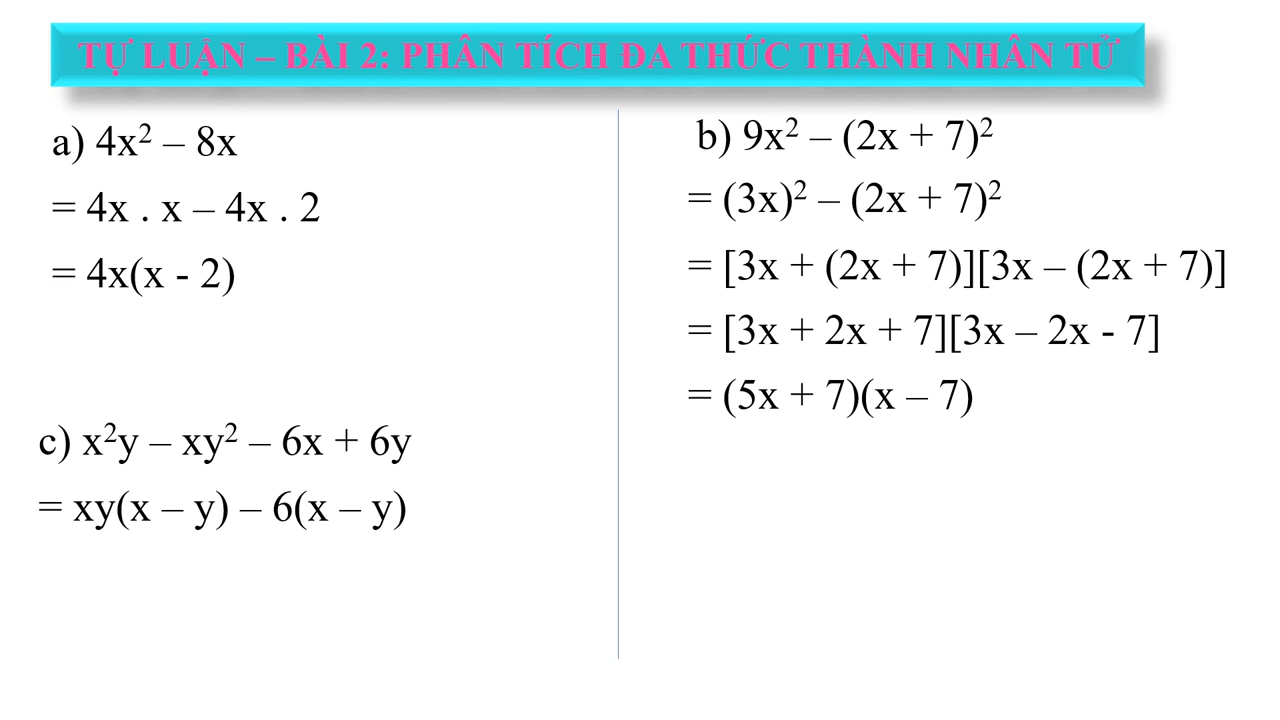 TỰ LUẬN – BÀI 2: PHÂN TÍCH ĐA THỨC THÀNH NHÂN TỬ
a) 4x² – 8x
= 4x . x – 4x . 2
= 4x(x - 2)
c) x²y – xy² – 6x + 6y
= xy(x – y) – 6(x – y)
b) 9x² – (2x + 7)²
= (3x)² – (2x + 7)²
= [3x + (2x + 7)][3x – (2x + 7)]
= [3x + 2x + 7][3x – 2x - 7]
= (5x + 7)(x – 7)